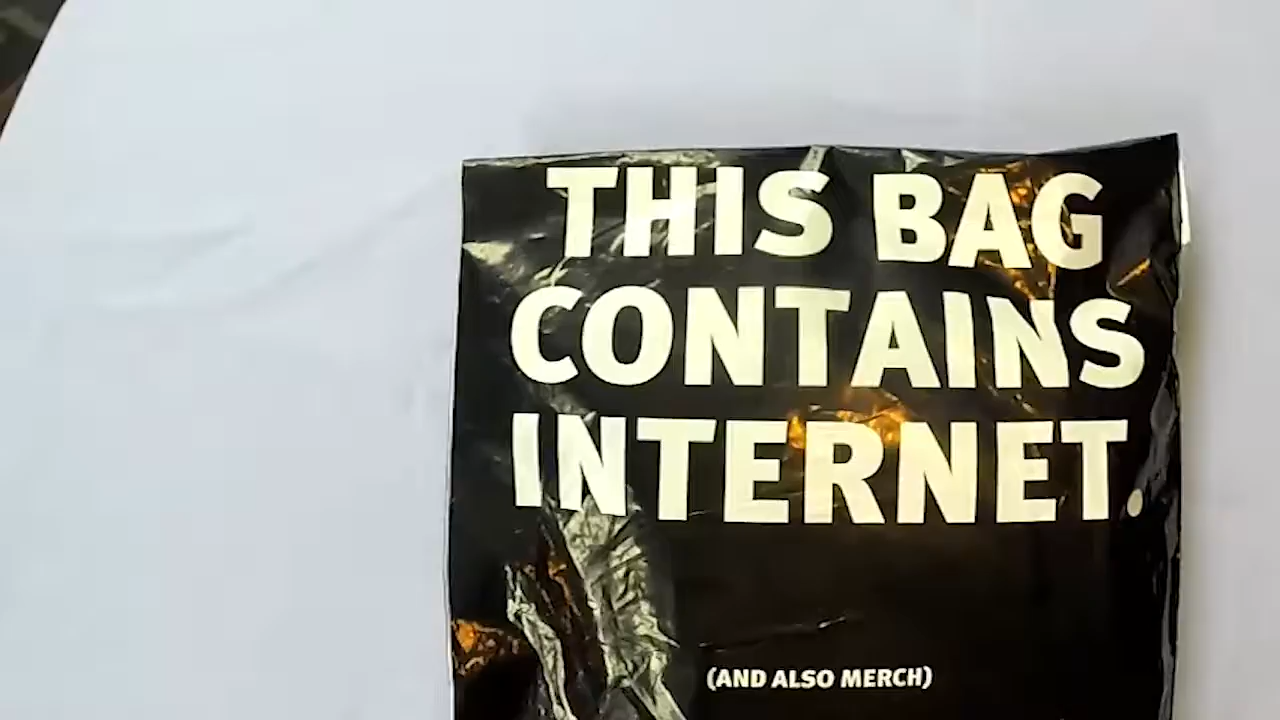 THIS BAG
CONTAINS
INTERNET.
(AND ALSO MERCH)